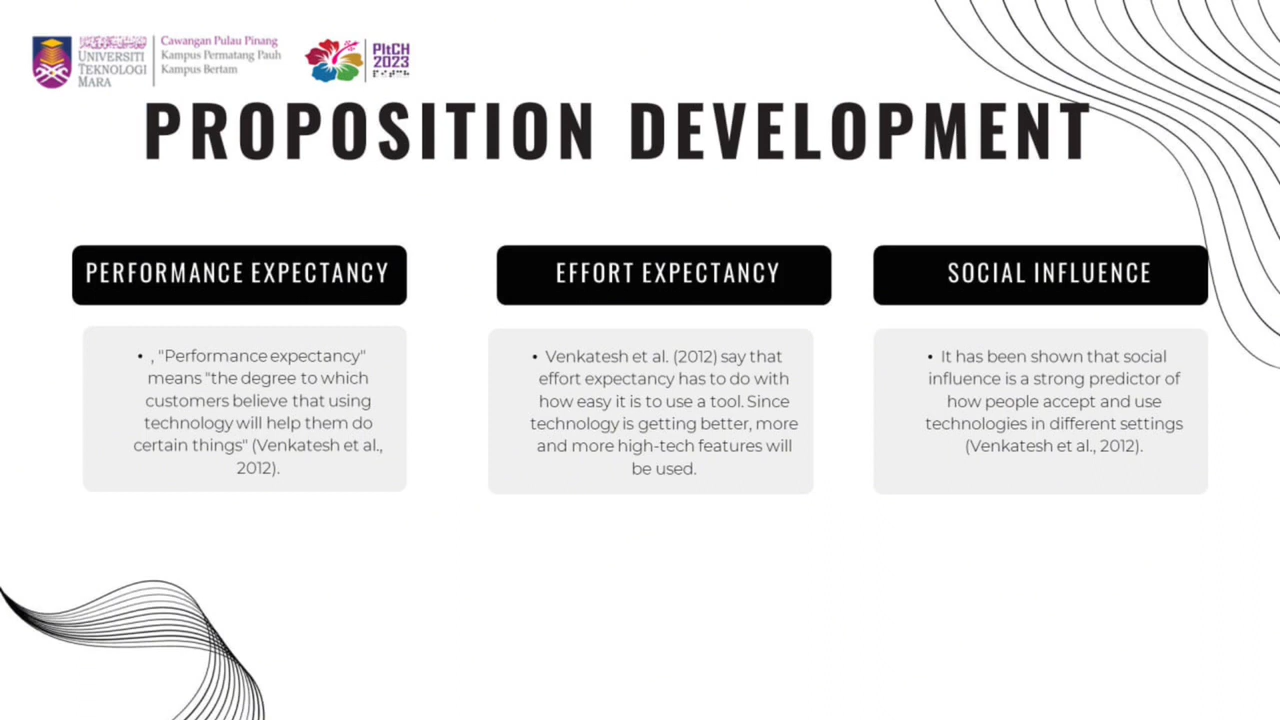 UNIVERSITI
TEKNOLOGI
MARA
Cawangan Pulau Pinang
Kampus Permatang Pauh
Kampus Bertam
PItCH
2023
PROPOSITION DEVELOPMENT
PERFORMANCE EXPECTANCY
• , "Performance expectancy"
means "the degree to which
customers believe that using
technology will help them do
certain things" (Venkatesh et al.,
2012).
EFFORT EXPECTANCY
• Venkatesh et al. (2012) say that
effort expectancy has to do with
how easy it is to use a tool. Since
technology is getting better, more
and more high-tech features will
be used.
SOCIAL INFLUENCE
• It has been shown that social
influence is a strong predictor of
how people accept and use
technologies in different settings
(Venkatesh et al., 2012).